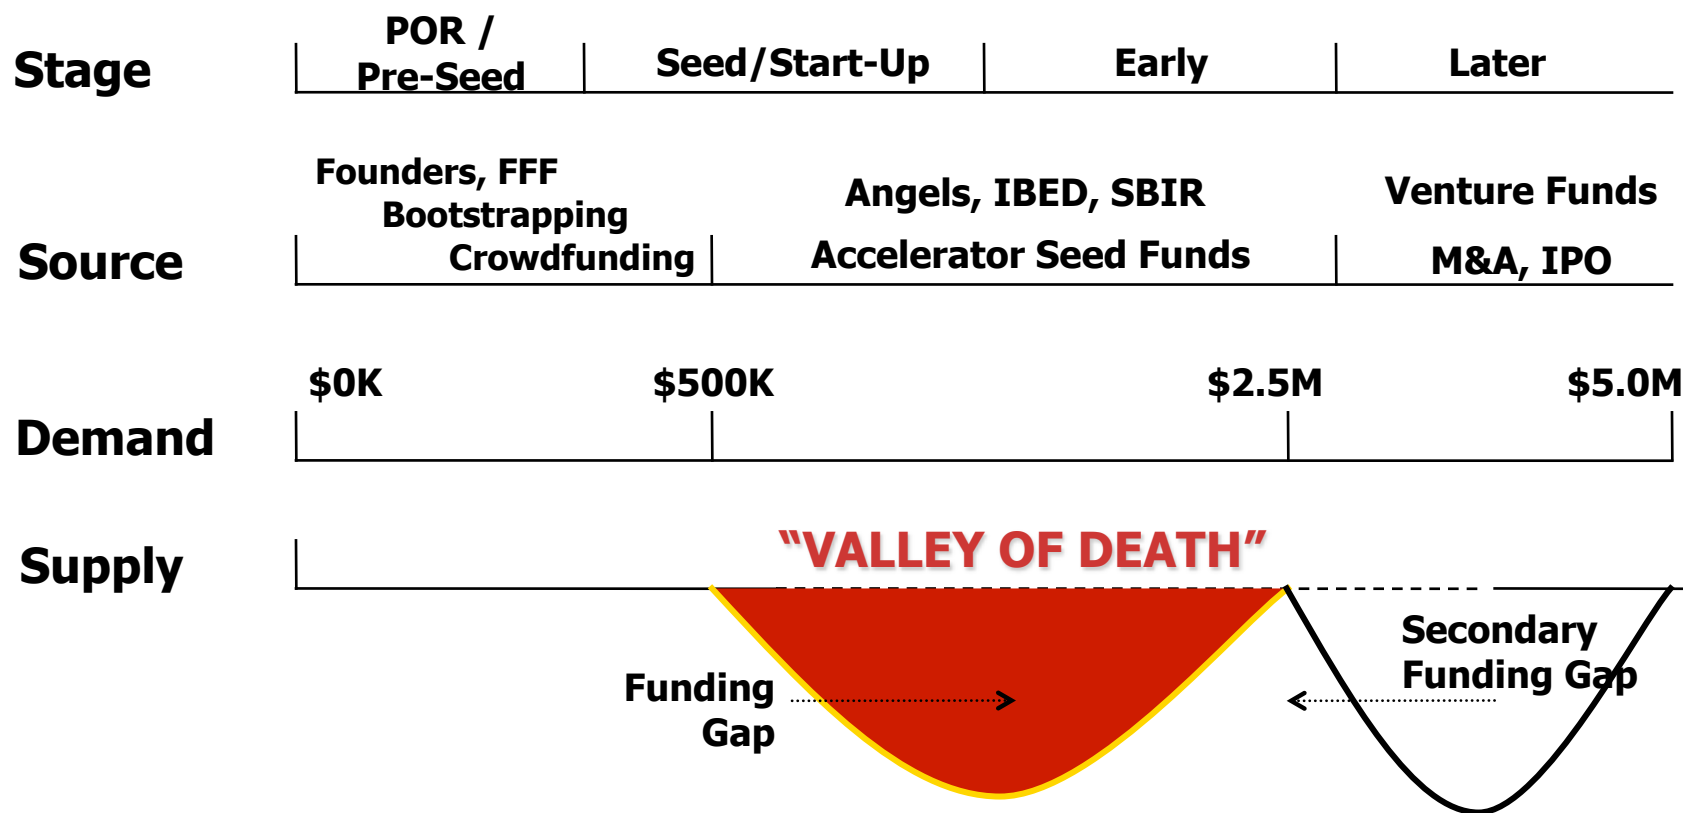 Stage
POR /
Pre-Seed
Seed/Start-Up
Early
Later
Source
Founders, FFF
Bootstrapping
Crowdfunding
Angels, IBED, SBIR
Accelerator Seed Funds
Venture Funds
M&A, IPO
Demand
$0K
$500K
$2.5M
$5.0M
Supply
“VALLEY OF DEATH”
Funding
Gap
Secondary
Funding Gap